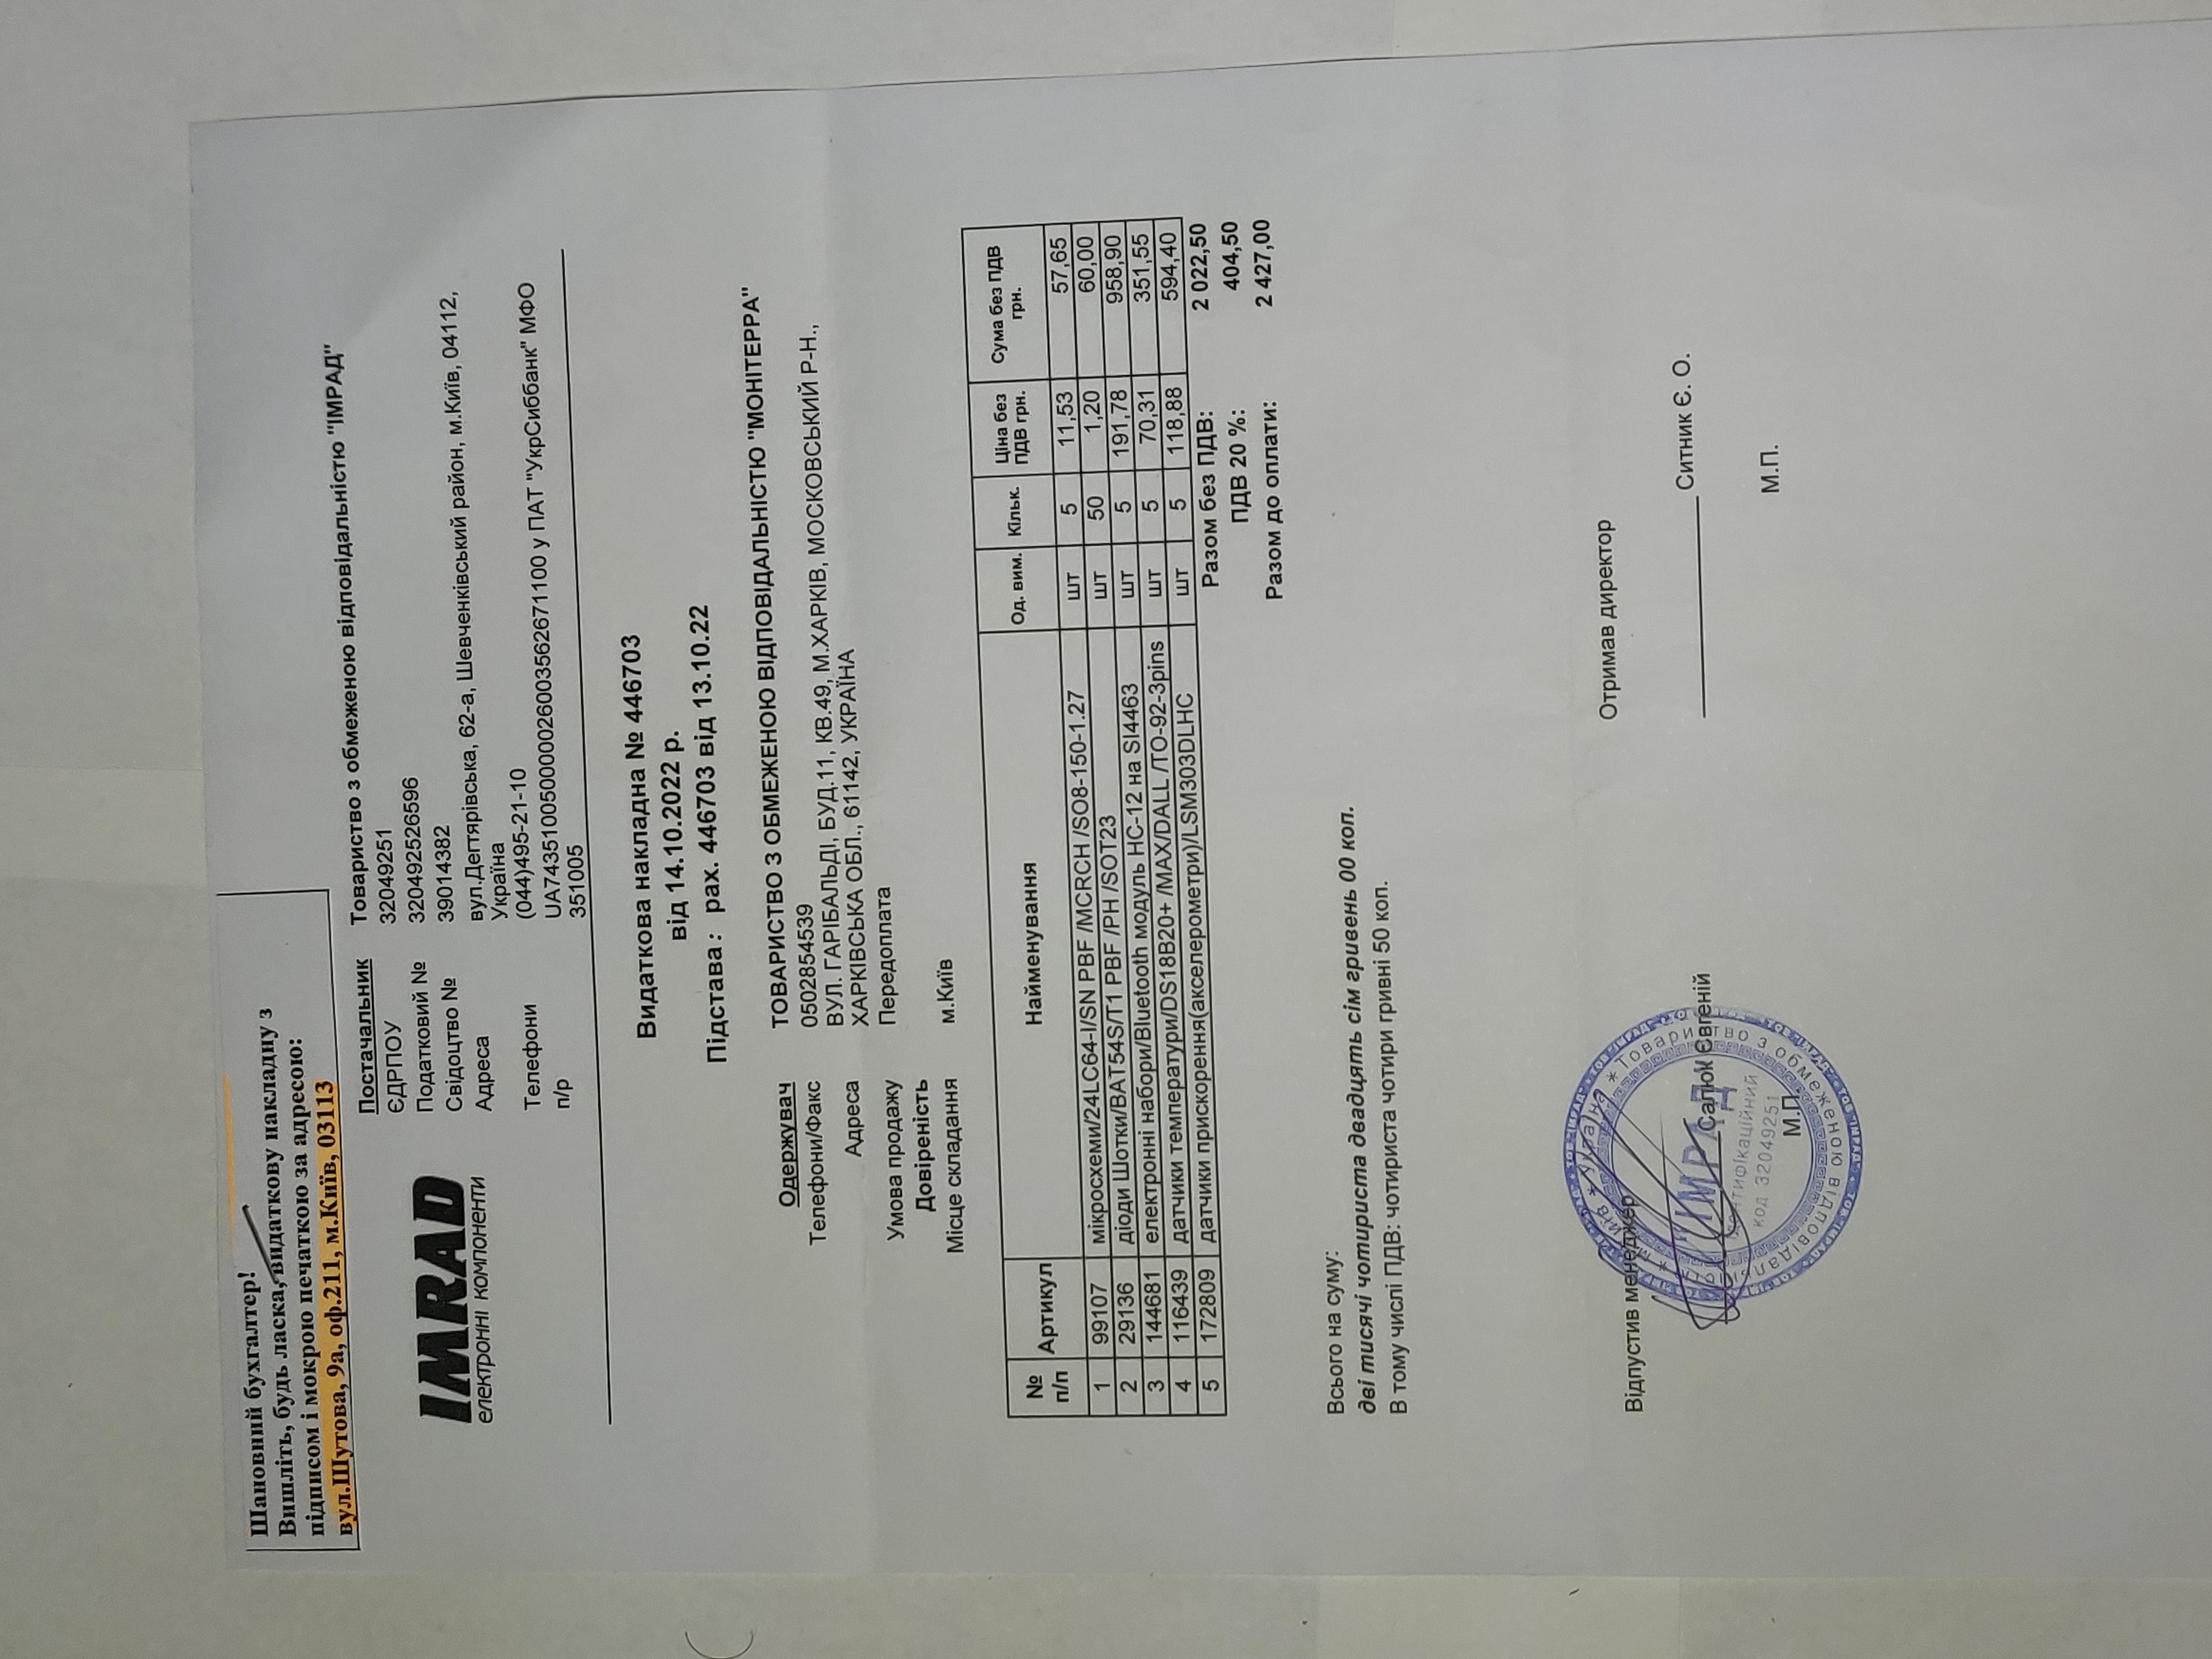 Шановний бухгалтер!
Вишліть, будь ласка, видаткову накладну з
підписом і мокрою печаткою за адресою:
вул.Шутова, 9а, оф.211, м.Київ, 03113
IMRAD
електронні компоненти
Постачальник Товариство з обмеженою відповідальністю "ІМРАД"
ЄДРПОУ 32049251
Податковий № 320492526596
Свідоцтво № 39014382
Адреса вул.Дегтярівська, 62-а, Шевченківський район, м.Київ, 04112,
Україна
Телефони (044)495-21-10
п/р UA743510050000026003562671100 у ПАТ "УкрСиббанк" МФО
351005
Видаткова накладна № 446703
від 14.10.2022 р.
Підстава : рах. 446703 від 13.10.22
Одержувач ТОВАРИСТВО З ОБМЕЖЕНОЮ ВІДПОВІДАЛЬНІСТЮ "МОНІТЕРРА"
Телефони/Факс 0502854539
Адреса ВУЛ. ГАРІБАЛЬДІ, БУД.11, КВ.49, М.ХАРКІВ, МОСКОВСЬКИЙ Р-Н.,
ХАРКІВСЬКА ОБЛ., 61142, УКРАЇНА
Умова продажу Передоплата
Довіреність
Місце складання м.Київ
№ п/п Артикул Найменування Од. вим. Кільк. Ціна без ПДВ грн. Сума без ПДВ грн.
1 99107 мікросхеми/24LC64-I/SN PBF /MCRCH /SO8-150-1.27 шт 5 11,53 57,65
2 29136 діоди Шотки/BAT54S/T1 PBF /PH /SOT23 шт 50 1,20 60,00
3 144681 електронні набори/Bluetooth модуль HC-12 на SI4463 шт 5 191,78 958,90
4 116439 датчики температури/DS18B20+ /MAX/DALL /TO-92-3pins шт 5 70,31 351,55
5 172809 датчики прискорення(акселерометри)/LSM303DLHC шт 5 118,88 594,40
Разом без ПДВ: 2 022,50
ПДВ 20 %: 404,50
Разом до оплати: 2 427,00
Всього на суму:
дві тисячі чотириста двадцять сім гривень 00 коп.
В тому числі ПДВ: чотириста чотири гривні 50 коп.
Відпустив менеджер Отримав директор
Салюк Євгеній Ситник Є. О.
М.П. М.П.
Товариство з обмеженою відповідальністю
* Україна *
"ІМРАД"
код 32049251